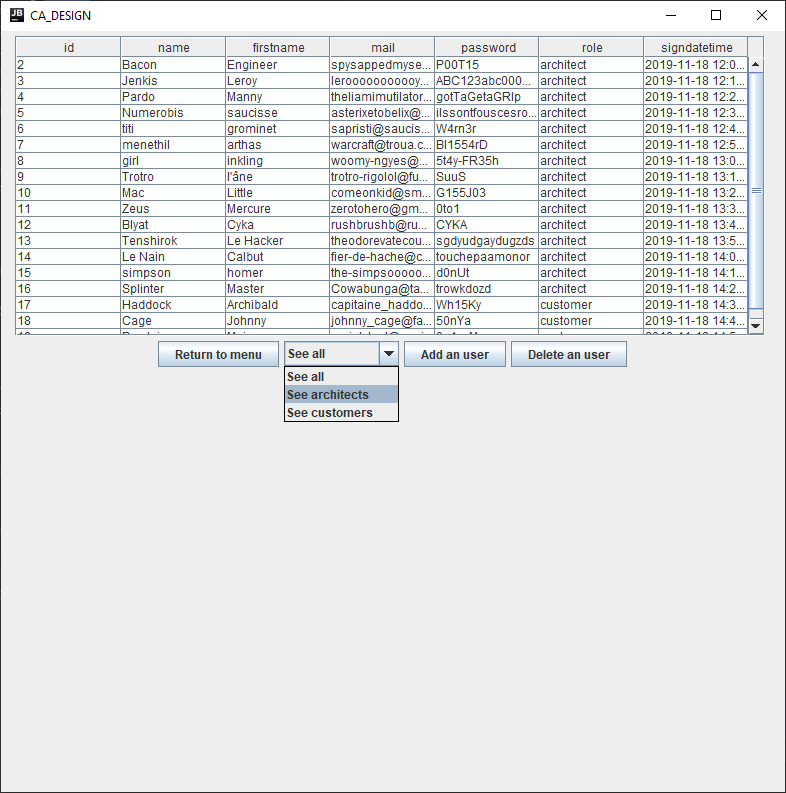 JB CA_DESIGN
id name firstname mail password role signdatetime
2 Bacon Engineer spysappedmyse... P00T15 architect 2019-11-18 12:0...
3 Jenkis Leroy lerooooooooooy... ABC123abc000... architect 2019-11-18 12:1...
4 Pardo Manny theliamimutilator... gotTaGetaGRIp architect 2019-11-18 12:2...
5 Numerobis saucisse asterixetobelix@... ilssontfouscesro... architect 2019-11-18 12:3...
6 titi grominet sapristi@saucis... W4rn3r architect 2019-11-18 12:4...
7 menethil arthas warcraft@troua.c... Bl1554rD architect 2019-11-18 12:5...
8 girl inkling woomy-ngyes@... 5t4y-FR35h architect 2019-11-18 13:0...
9 Trotro l'âne trotro-rigolol@fu... SuuS architect 2019-11-18 13:1...
10 Mac Little comeonkid@sm... G155J03 architect 2019-11-18 13:2...
11 Zeus Mercure zerotohero@gm... 0to1 architect 2019-11-18 13:3...
12 Blyat Cyka rushbrushb@ru... CYKA architect 2019-11-18 13:4...
13 Tenshirok Le Hacker theodorevatecou... sgdyudgaydugzds architect 2019-11-18 13:5...
14 Le Nain Calbut fier-de-hache@c... touchepaamonor architect 2019-11-18 14:0...
15 simpson homer the-simpsooooo... d0nUt architect 2019-11-18 14:1...
16 Splinter Master Cowabunga@ta... trowkdozd architect 2019-11-18 14:2...
17 Haddock Archibald capitaine_haddo... Wh15Ky customer 2019-11-18 14:3...
18 Cage Johnny johnny_cage@fa... 50nYa customer 2019-11-18 14:4...
Return to menu See all Add an user Delete an user
See all
See architects
See customers